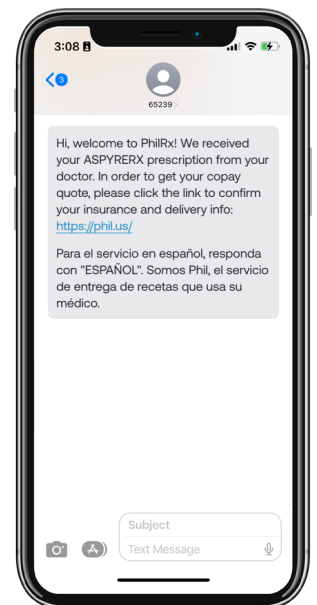 3:08
3
65239 >
Hi, welcome to PhilRx! We received
your ASPYRERX prescription from your
doctor. In order to get your copay
quote, please click the link to confirm
your insurance and delivery info:
https://phil.us/
Para el servicio en español, responda
con "ESPAÑOL". Somos Phil, el servicio
de entrega de recetas que usa su
médico.
Subject
Text Message